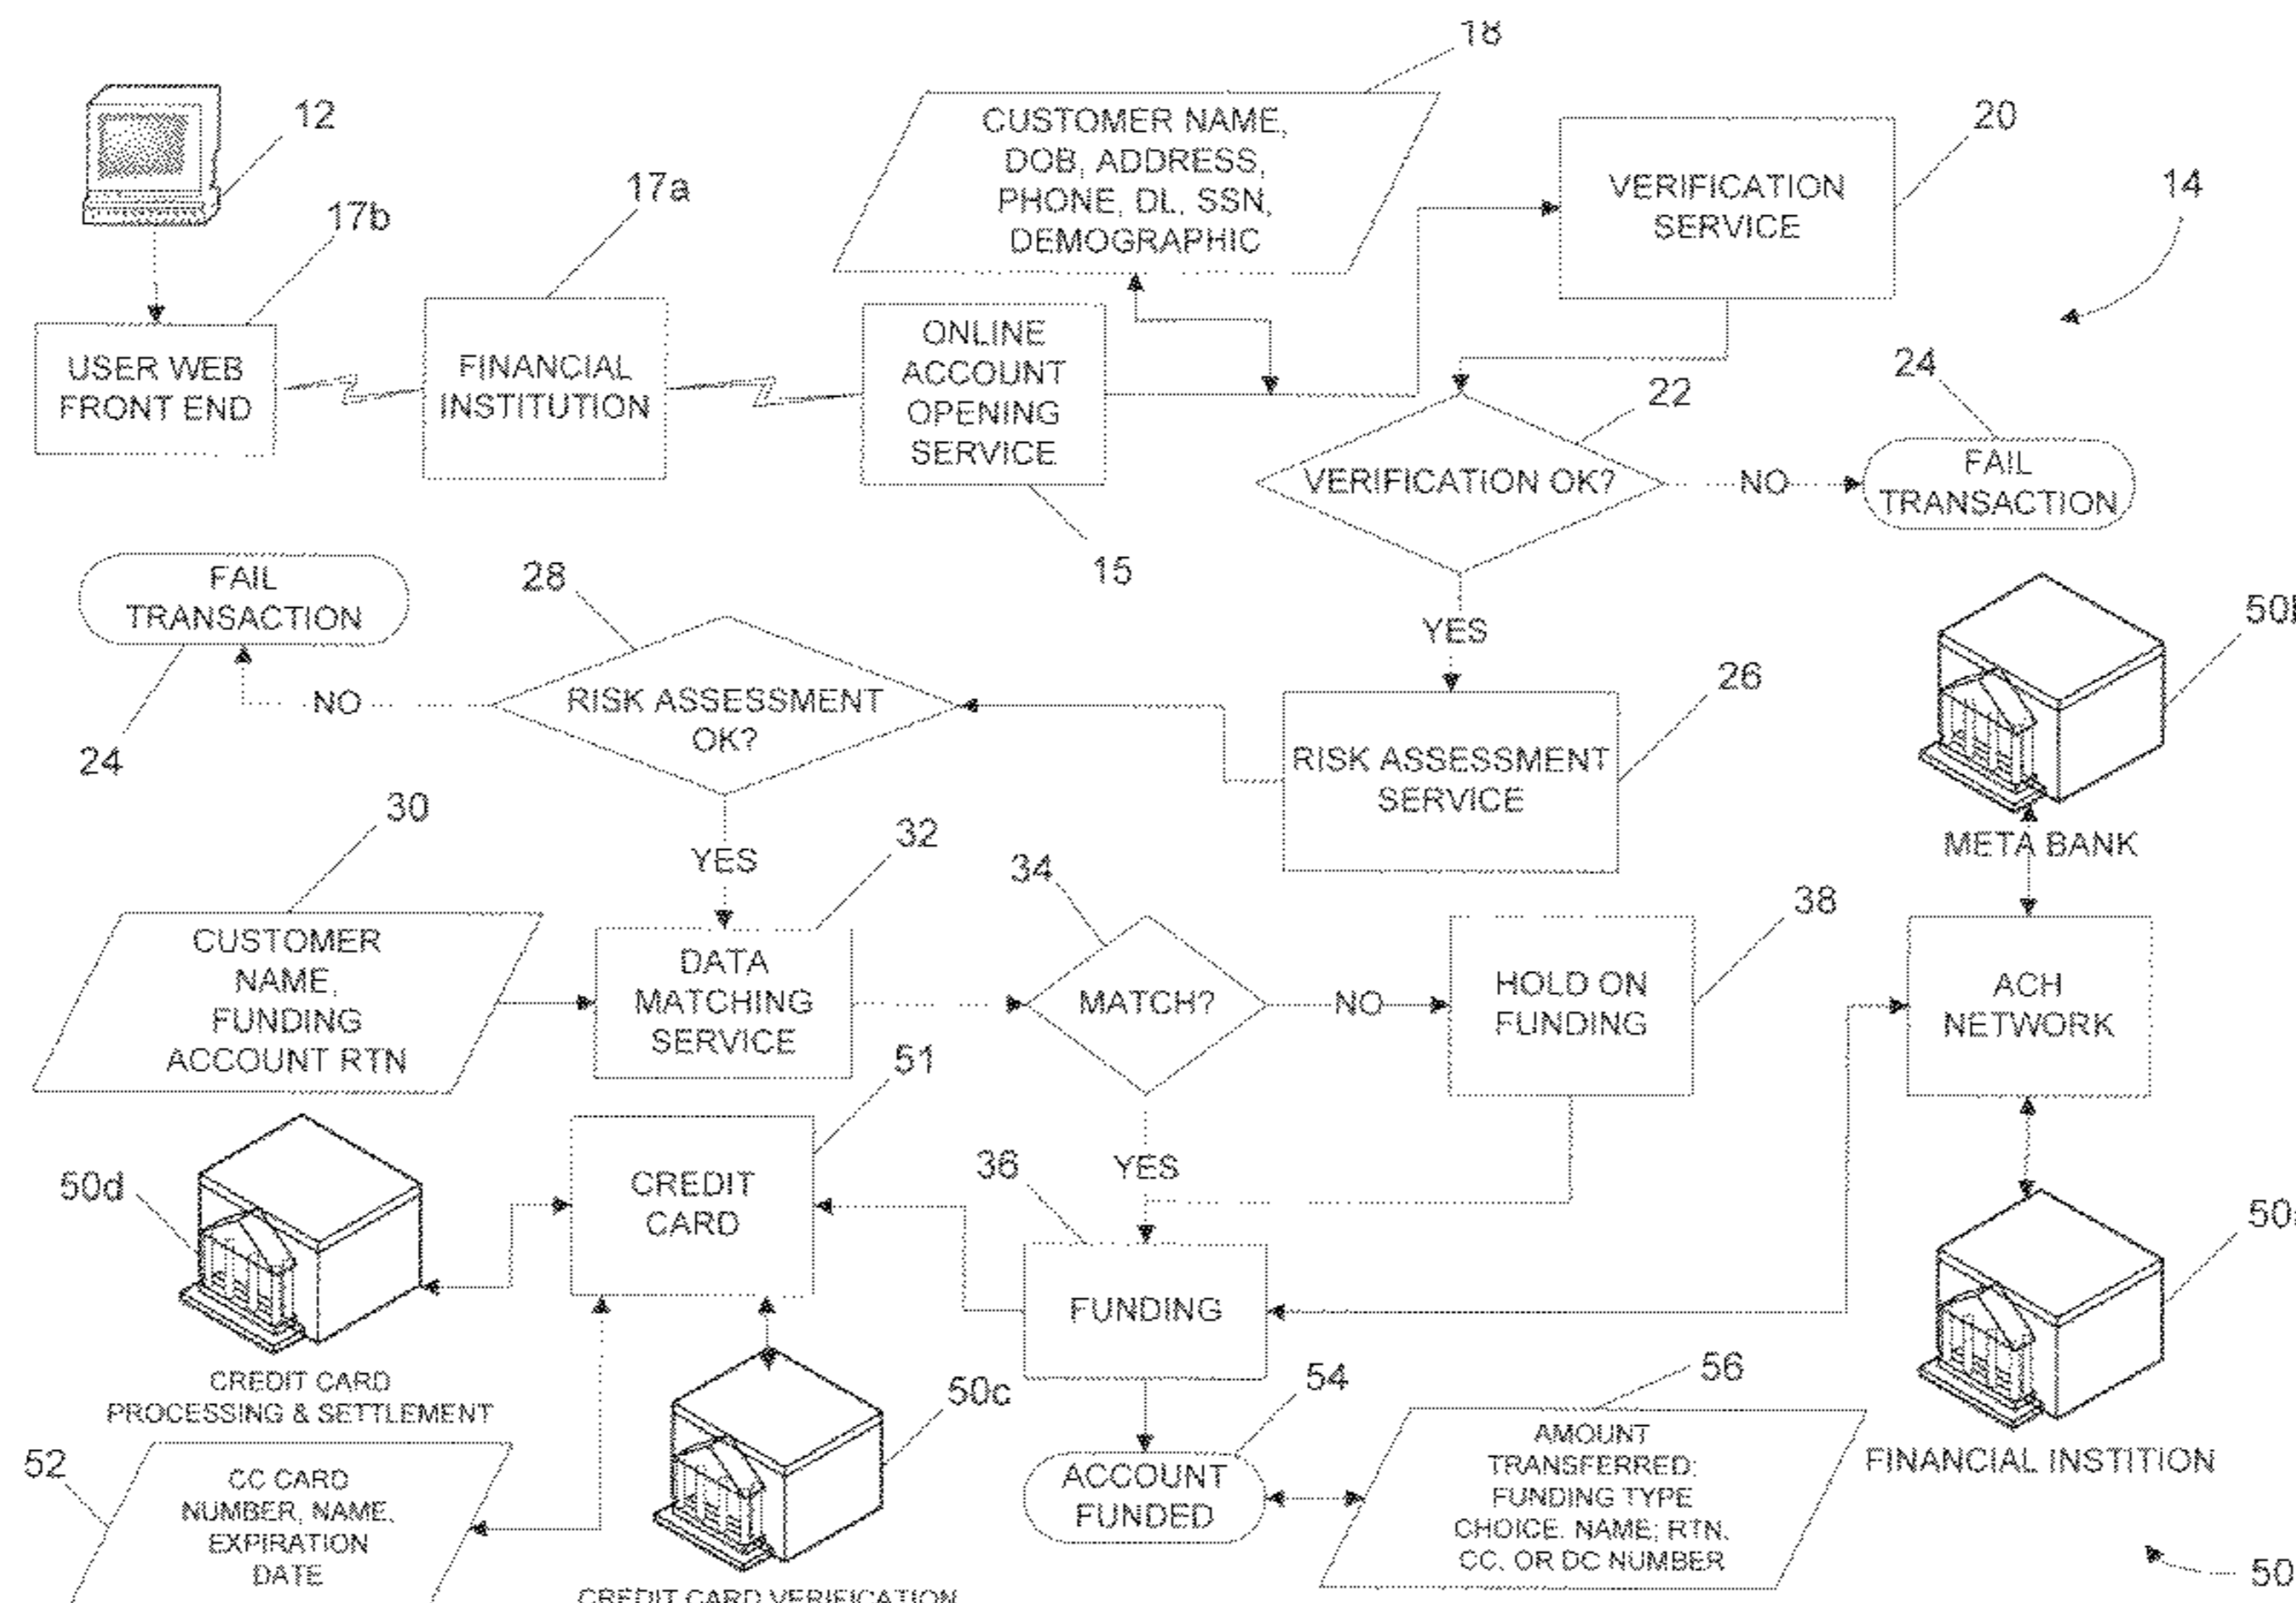 18
CUSTOMER NAME,
DOB, ADDRESS,
PHONE, DL, SSN,
DEMOGRAPHIC
12
20
VERIFICATION
SERVICE
14
17b
17a
USER WEB
FRONT END
FINANCIAL
INSTITUTION
ONLINE
ACCOUNT
OPENING
SERVICE
15
22
VERIFICATION OK?
NO
24
FAIL
TRANSACTION
YES
FAIL
TRANSACTION
24
NO
28
RISK ASSESSMENT
OK?
26
RISK ASSESSMENT
SERVICE
META BANK
YES
30
CUSTOMER
NAME,
FUNDING
ACCOUNT RTN
32
DATA
MATCHING
SERVICE
34
MATCH?
NO
38
HOLD ON
FUNDING
ACH
NETWORK
YES
51
CREDIT
CARD
50d
CREDIT CARD
PROCESSING & SETTLEMENT
36
FUNDING
FINANCIAL INSTITION
52
CC CARD
NUMBER, NAME,
EXPIRATION
DATE
50c
CREDIT CARD VERIFICATION
54
ACCOUNT
FUNDED
56
AMOUNT
TRANSFERRED;
FUNDING TYPE
CHOICE, NAME; RTN,
CC, OR DC NUMBER
50